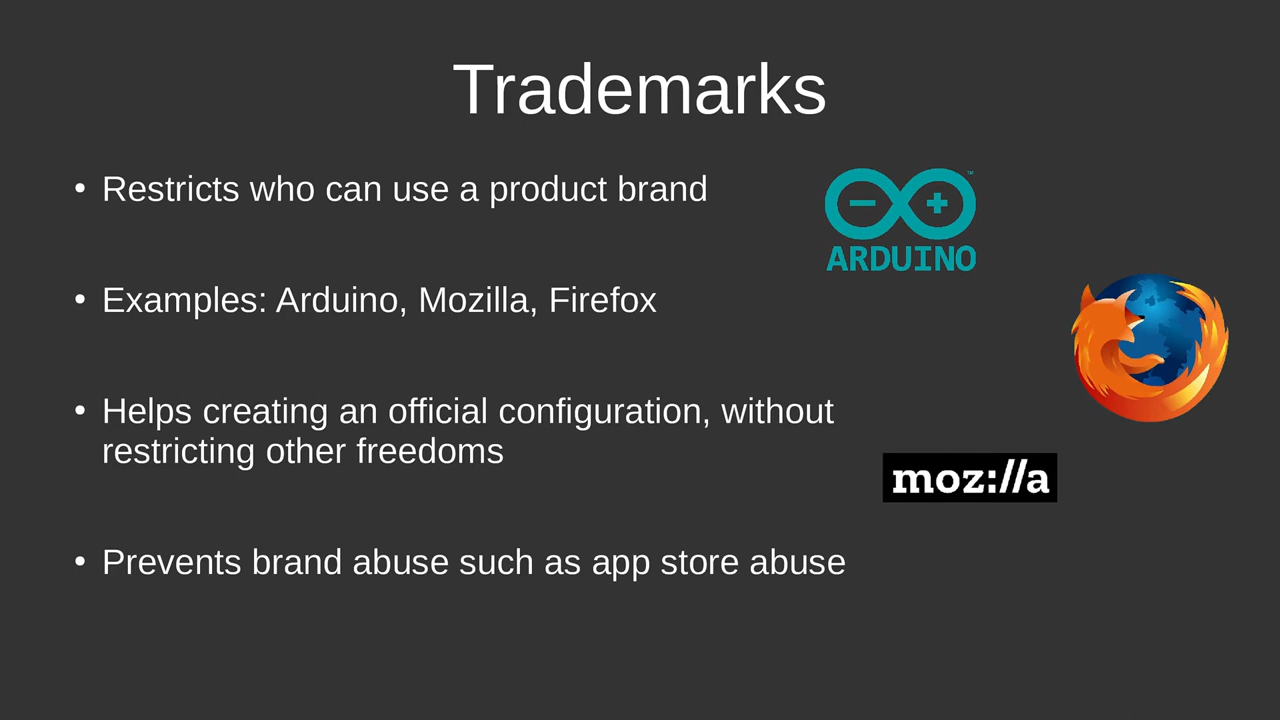 Trademarks
• Restricts who can use a product brand
ARDUINO
™
• Examples: Arduino, Mozilla, Firefox
• Helps creating an official configuration, without
restricting other freedoms
moz://a
• Prevents brand abuse such as app store abuse